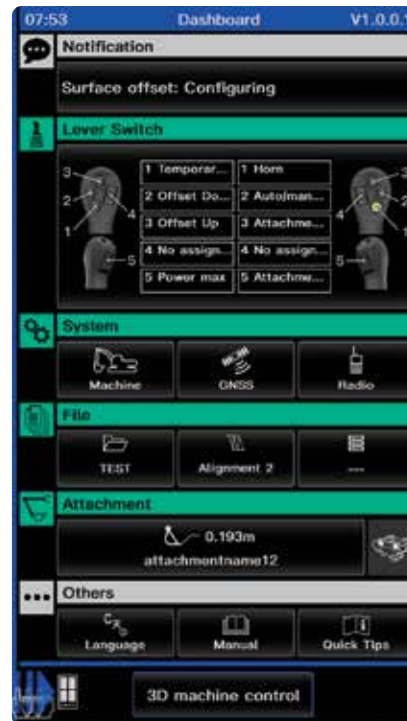 07:53 Dashboard V1.0.0.1
Notification
Surface offset: Configuring
Lever Switch
1 Temporar... 1 Horn
2 Offset Do... 2 Auto/man...
3 Offset Up 3 Attachme...
4 No assign... 4 No assign...
5 Power max 5 Attachme...
3 2 1 4 5
3 2 1 4 5
System
Machine GNSS Radio
File
TEST Alignment 2 ---
Attachment
0.193m
attachmentname12
Others
Language Manual Quick Tips
3D machine control